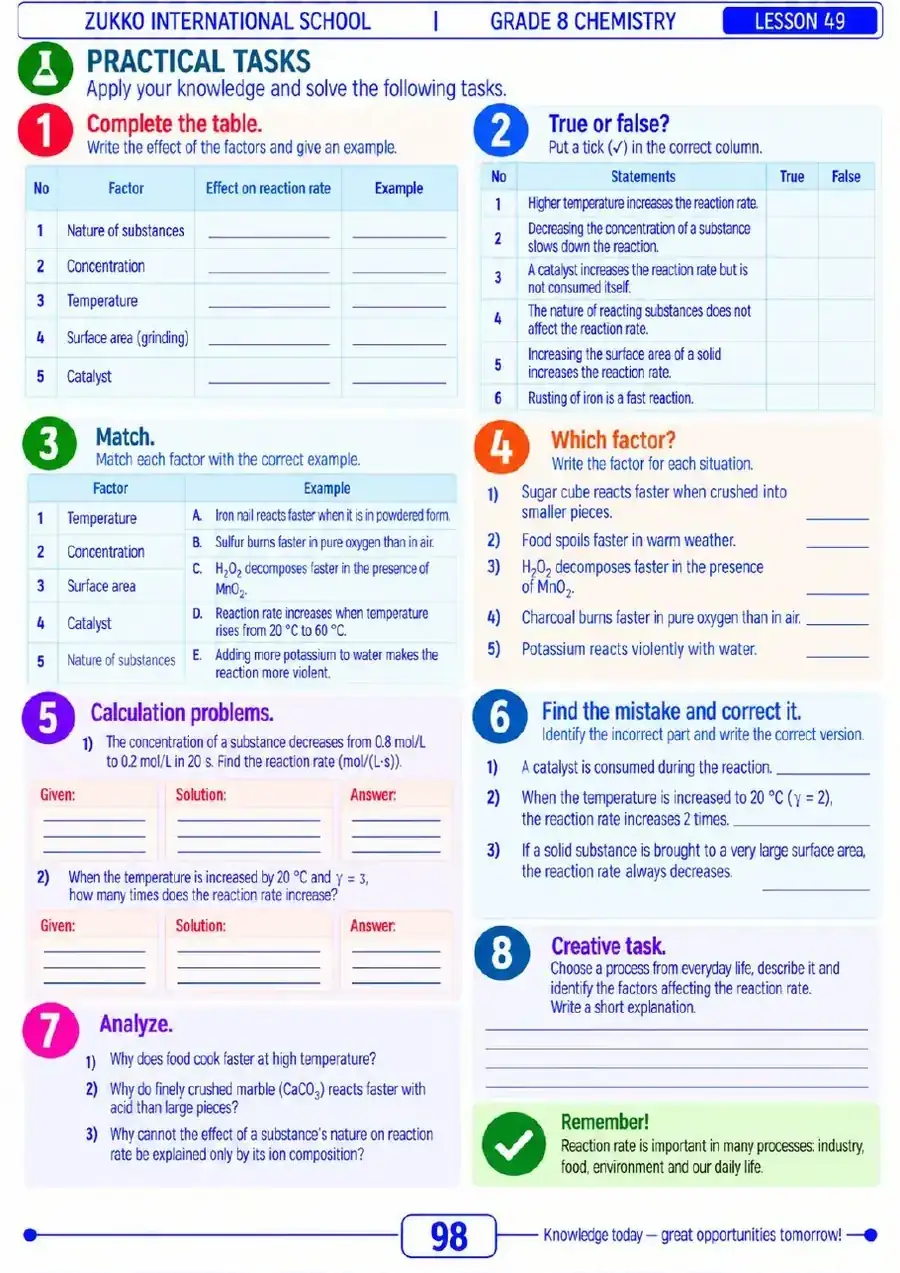 ZUKKO INTERNATIONAL SCHOOL | GRADE 8 CHEMISTRY LESSON 49
PRACTICAL TASKS
Apply your knowledge and solve the following tasks.
1 Complete the table.
Write the effect of the factors and give an example.
No Factor Effect on reaction rate Example
1 Nature of substances
2 Concentration
3 Temperature
4 Surface area (grinding)
5 Catalyst
2 True or false?
Put a tick (✓) in the correct column.
No Statements True False
1 Higher temperature increases the reaction rate.
2 Decreasing the concentration of a substance
slows down the reaction.
3 A catalyst increases the reaction rate but is
not consumed itself.
4 The nature of reacting substances does not
affect the reaction rate.
5 Increasing the surface area of a solid
increases the reaction rate.
6 Rusting of iron is a fast reaction.
3 Match.
Match each factor with the correct example.
Factor Example
1 Temperature A. Iron nail reacts faster when it is in powdered form.
2 Concentration B. Sulfur burns faster in pure oxygen than in air.
3 Surface area C. H₂O₂ decomposes faster in the presence of
MnO₂.
4 Catalyst D. Reaction rate increases when temperature
rises from 20 °C to 60 °C.
5 Nature of substances E. Adding more potassium to water makes the
reaction more violent.
4 Which factor?
Write the factor for each situation.
1) Sugar cube reacts faster when crushed into
smaller pieces.
2) Food spoils faster in warm weather.
3) H₂O₂ decomposes faster in the presence
of MnO₂.
4) Charcoal burns faster in pure oxygen than in air.
5) Potassium reacts violently with water.
5 Calculation problems.
1) The concentration of a substance decreases from 0.8 mol/L
to 0.2 mol/L in 20 s. Find the reaction rate (mol/(L·s)).
Given: Solution: Answer:
2) When the temperature is increased by 20 °C and γ = 3,
how many times does the reaction rate increase?
Given: Solution: Answer:
6 Find the mistake and correct it.
Identify the incorrect part and write the correct version.
1) A catalyst is consumed during the reaction.
2) When the temperature is increased to 20 °C (γ = 2),
the reaction rate increases 2 times.
3) If a solid substance is brought to a very large surface area,
the reaction rate always decreases.
7 Analyze.
1) Why does food cook faster at high temperature?
2) Why do finely crushed marble (CaCO₃) reacts faster with
acid than large pieces?
3) Why cannot the effect of a substance's nature on reaction
rate be explained only by its ion composition?
8 Creative task.
Choose a process from everyday life, describe it and
identify the factors affecting the reaction rate.
Write a short explanation.
Remember!
Reaction rate is important in many processes: industry,
food, environment and our daily life.
98
Knowledge today — great opportunities tomorrow!